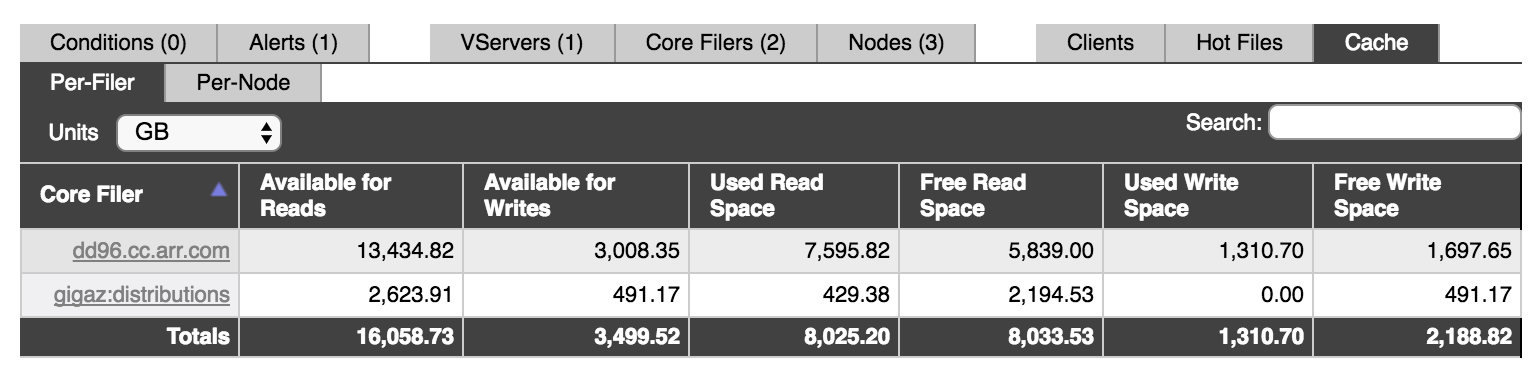 Conditions (0) Alerts (1) VServers (1) Core Filers (2) Nodes (3) Clients Hot Files Cache
Per-Filer Per-Node
Units GB Search:
Core Filer Available for Reads Available for Writes Used Read Space Free Read Space Used Write Space Free Write Space
dd96.cc.arr.com 13,434.82 3,008.35 7,595.82 5,839.00 1,310.70 1,697.65
gigaz:distributions 2,623.91 491.17 429.38 2,194.53 0.00 491.17
Totals 16,058.73 3,499.52 8,025.20 8,033.53 1,310.70 2,188.82